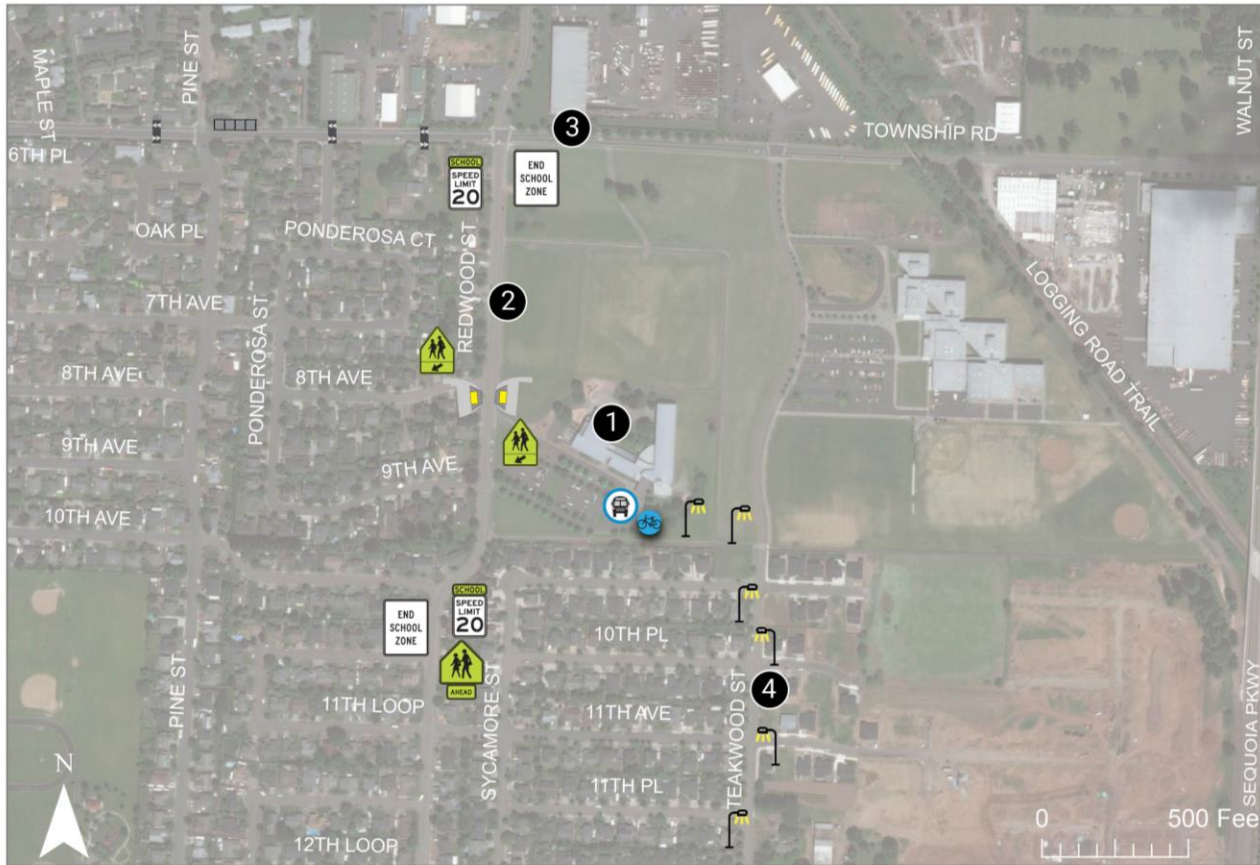 MAPLE ST
PINE ST
WALNUT ST
3
TOWNSHIP RD
6TH PL
SCHOOL
SPEED
LIMIT
20
END
SCHOOL
ZONE
OAK PL
PONDEROSA CT
REDWOOD ST
LOGGING ROAD TRAIL
7TH AVE
2
PONDEROSA ST
8TH AVE
8TH AVE
1
9TH AVE
9TH AVE
10TH AVE
SCHOOL
SPEED
LIMIT
20
END
SCHOOL
ZONE
10TH PL
AHEAD
4
PINE ST
11TH LOOP
SYCAMORE ST
11TH AVE
TEAKWOOD ST
SEQUOIA PKWY
11TH PL
N
0
500 Fee
12TH LOOP